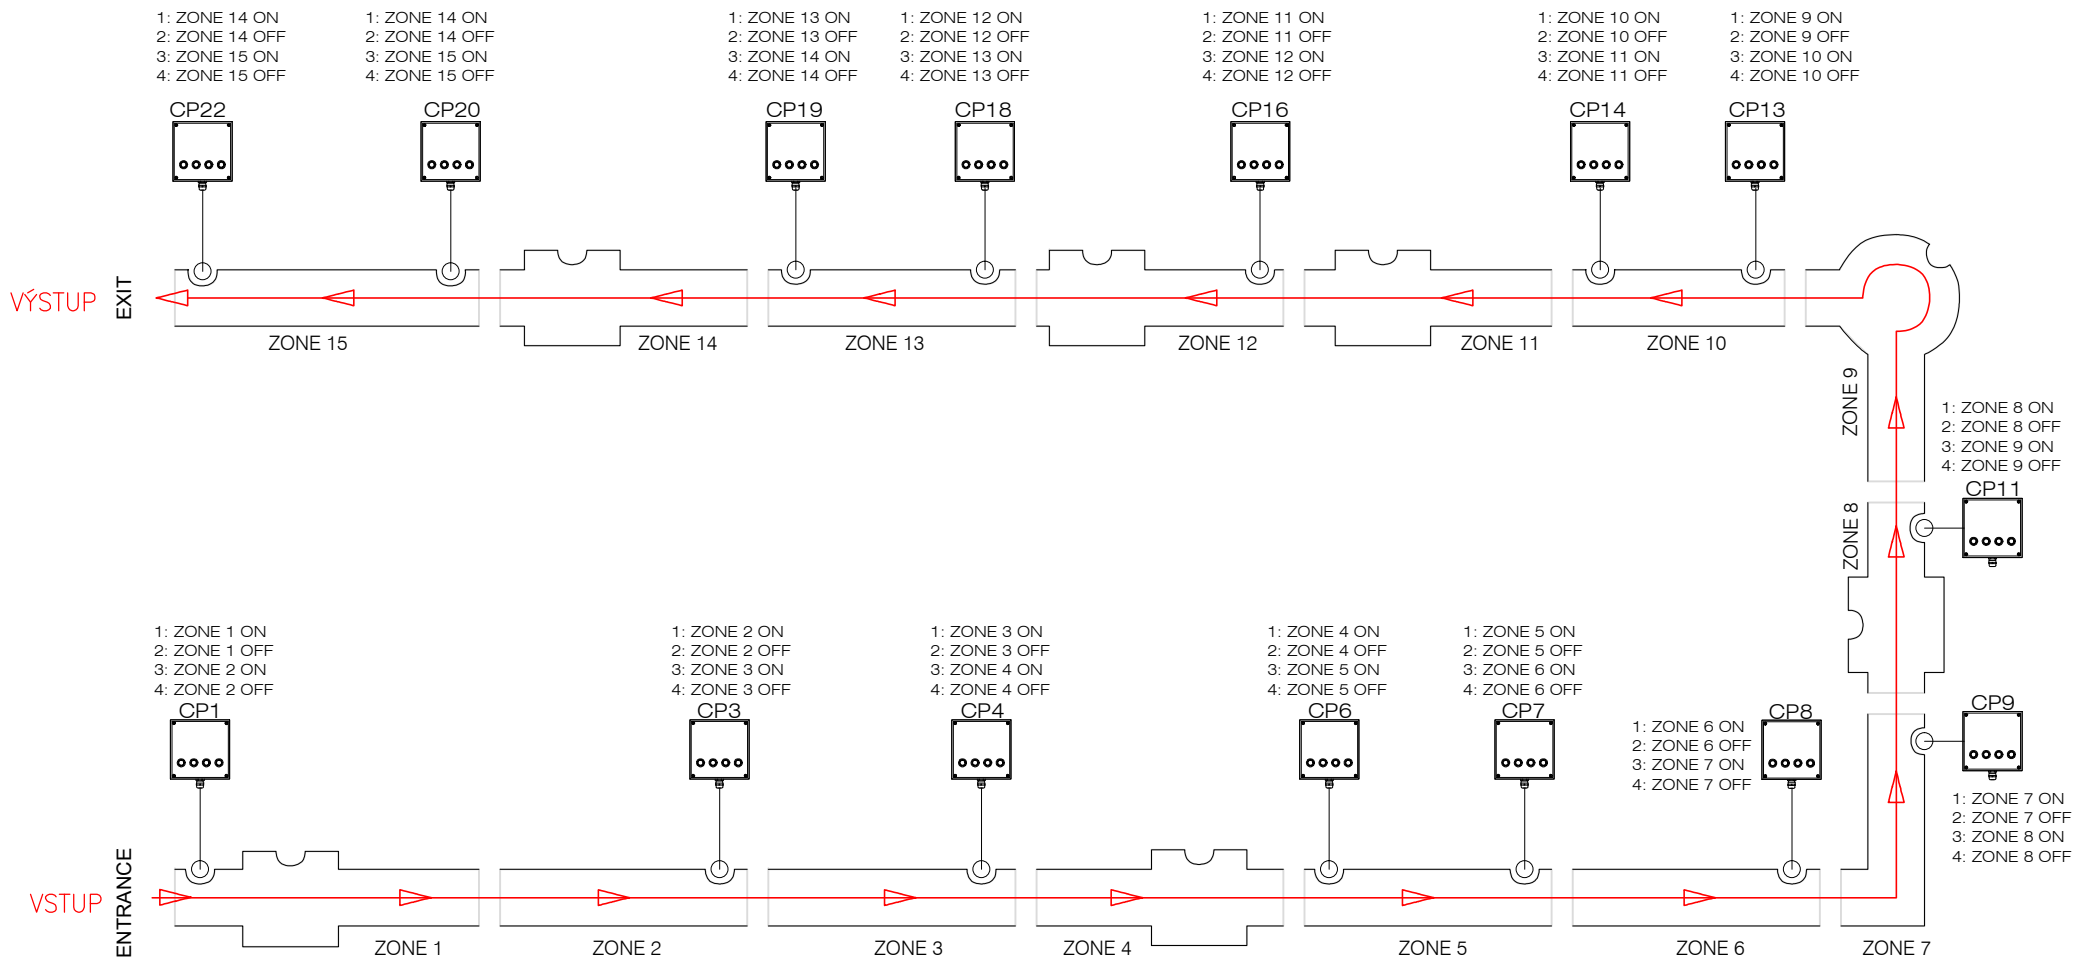 1: ZONE 14 ON
2: ZONE 14 OFF
3: ZONE 15 ON
4: ZONE 15 OFF
CP22
1: ZONE 14 ON
2: ZONE 14 OFF
3: ZONE 15 ON
4: ZONE 15 OFF
CP20
1: ZONE 13 ON
2: ZONE 13 OFF
3: ZONE 14 ON
4: ZONE 14 OFF
CP19
1: ZONE 12 ON
2: ZONE 12 OFF
3: ZONE 13 ON
4: ZONE 13 OFF
CP18
1: ZONE 11 ON
2: ZONE 11 OFF
3: ZONE 12 ON
4: ZONE 12 OFF
CP16
1: ZONE 10 ON
2: ZONE 10 OFF
3: ZONE 11 ON
4: ZONE 11 OFF
CP14
1: ZONE 9 ON
2: ZONE 9 OFF
3: ZONE 10 ON
4: ZONE 10 OFF
CP13
VÝSTUP
EXIT
ZONE 15
ZONE 14
ZONE 13
ZONE 12
ZONE 11
ZONE 10
ZONE 9
1: ZONE 8 ON
2: ZONE 8 OFF
3: ZONE 9 ON
4: ZONE 9 OFF
CP11
ZONE 8
1: ZONE 1 ON
2: ZONE 1 OFF
3: ZONE 2 ON
4: ZONE 2 OFF
CP1
1: ZONE 2 ON
2: ZONE 2 OFF
3: ZONE 3 ON
4: ZONE 3 OFF
CP3
1: ZONE 3 ON
2: ZONE 3 OFF
3: ZONE 4 ON
4: ZONE 4 OFF
CP4
1: ZONE 4 ON
2: ZONE 4 OFF
3: ZONE 5 ON
4: ZONE 5 OFF
CP6
1: ZONE 5 ON
2: ZONE 5 OFF
3: ZONE 6 ON
4: ZONE 6 OFF
CP7
1: ZONE 6 ON
2: ZONE 6 OFF
3: ZONE 7 ON
4: ZONE 7 OFF
CP8
CP9
1: ZONE 7 ON
2: ZONE 7 OFF
3: ZONE 8 ON
4: ZONE 8 OFF
VSTUP
ENTRANCE
ZONE 1
ZONE 2
ZONE 3
ZONE 4
ZONE 5
ZONE 6
ZONE 7